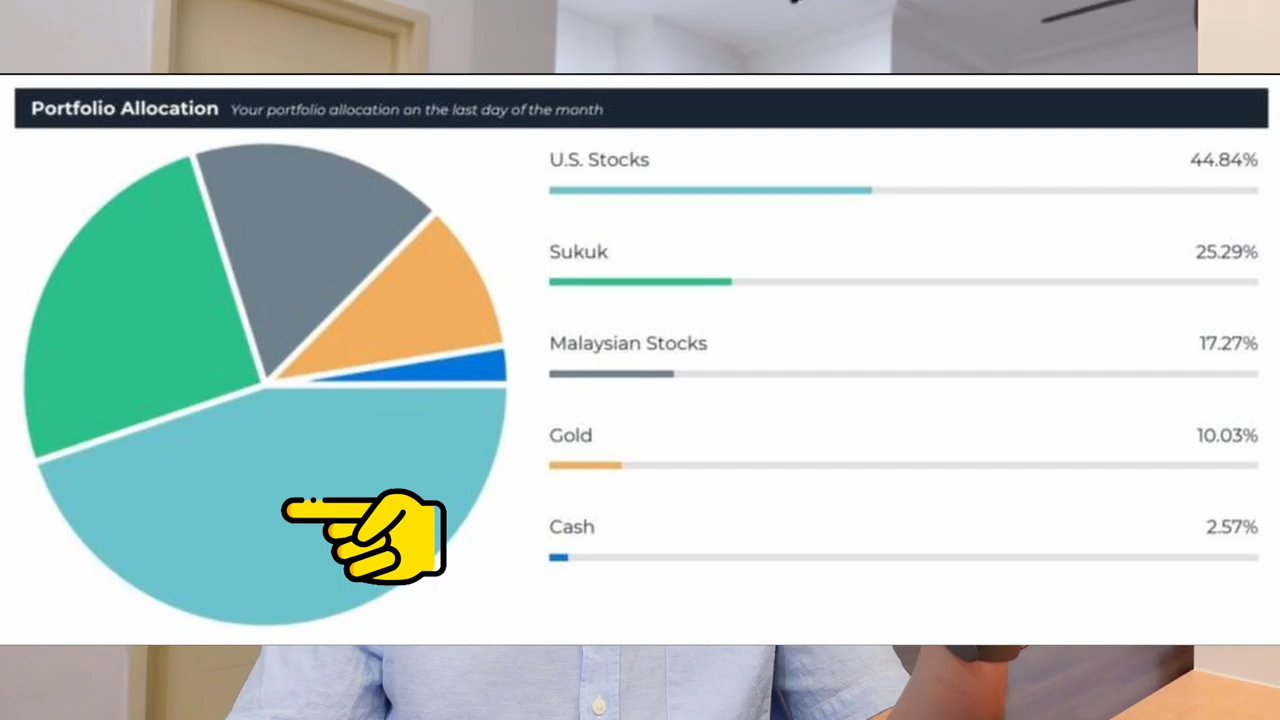 Portfolio Allocation Your portfolio allocation on the last day of the month
U.S. Stocks 44.84%
Sukuk 25.29%
Malaysian Stocks 17.27%
Gold 10.03%
Cash 2.57%